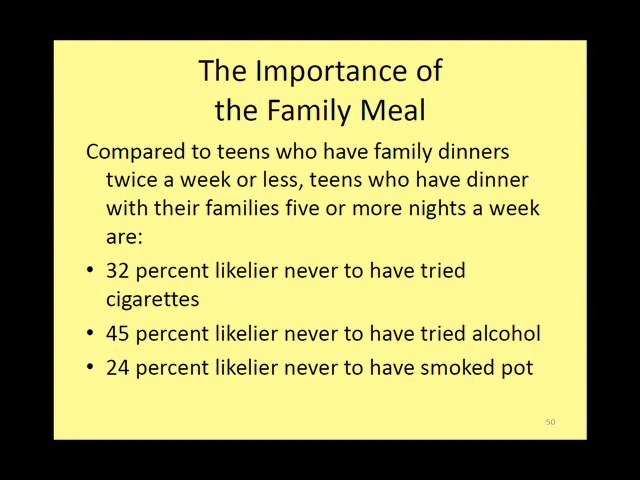 The Importance of
the Family Meal
Compared to teens who have family dinners
twice a week or less, teens who have dinner
with their families five or more nights a week
are:
• 32 percent likelier never to have tried
cigarettes
• 45 percent likelier never to have tried alcohol
• 24 percent likelier never to have smoked pot
50